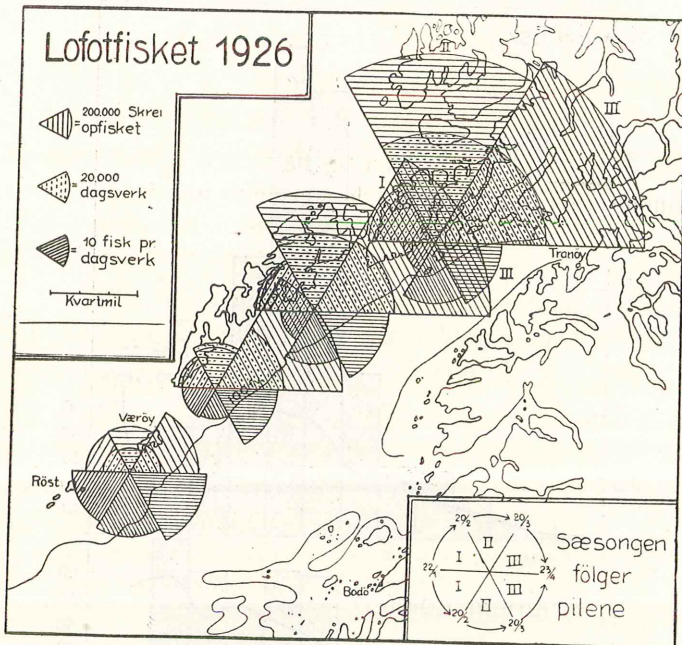 Lofotfisket 1926
200.000 Skrei
= opfisket
= 20,000
dagsverk
= 10 fisk pr.
dagsverk
Kvartmil
II
III
I
III
Tranöy
100 m
Værøy
Röst
Bodö
20/2
20/3
II
I
III
22/1
23/4
I
III
II
20/2
20/3
Sæsongen
fölger
pilene